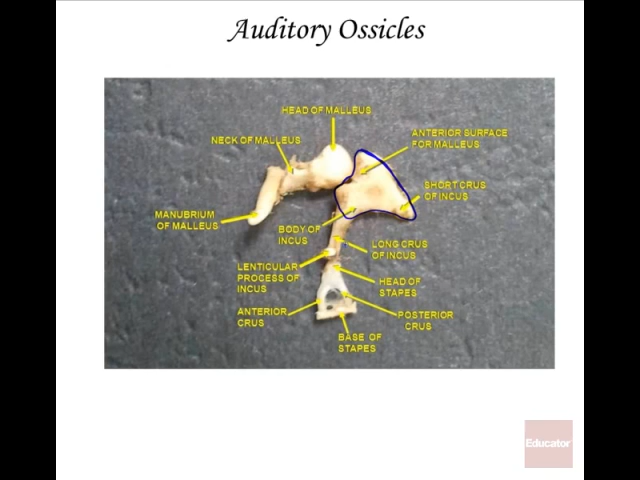 Auditory Ossicles
HEAD OF MALLEUS
NECK OF MALLEUS
ANTERIOR SURFACE
FOR MALLEUS
SHORT CRUS
OF INCUS
MANUBRIUM
OF MALLEUS
BODY OF
INCUS
LONG CRUS
OF INCUS
LENTICULAR
PROCESS OF
INCUS
HEAD OF
STAPES
ANTERIOR
CRUS
POSTERIOR
CRUS
BASE OF
STAPES
Educator